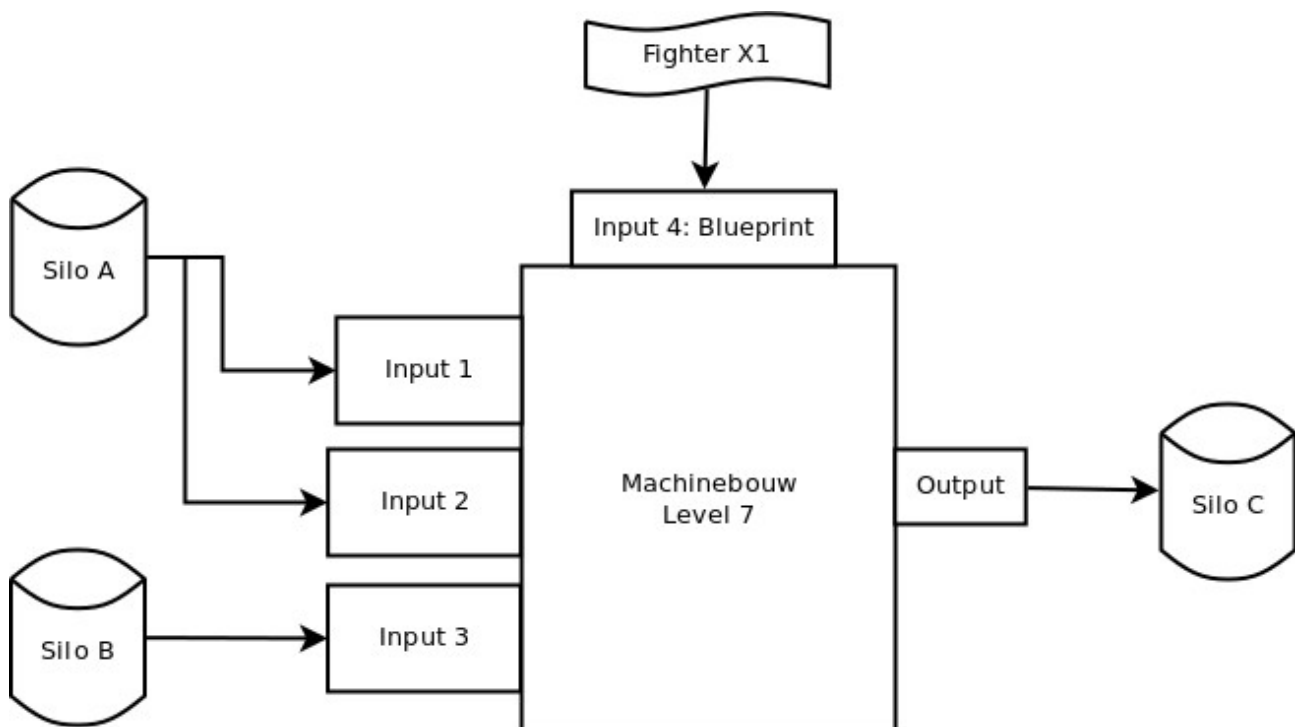 Fighter X1
Input 4: Blueprint
Silo A
Input 1
Input 2
Machinebouw
Level 7
Output
Silo C
Input 3
Silo B